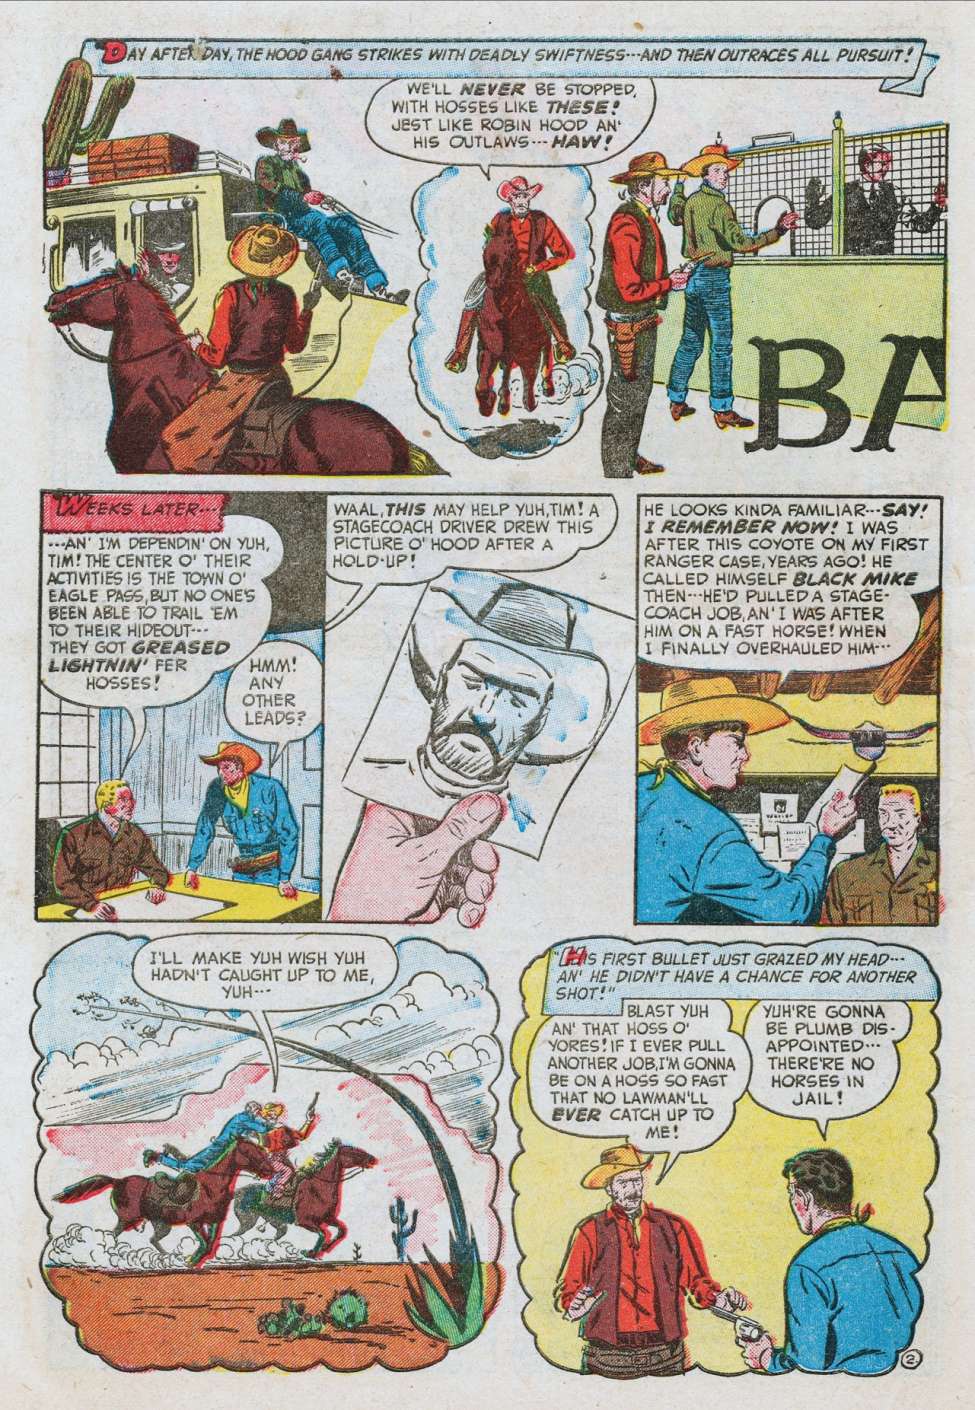 DAY AFTER DAY, THE HOOD GANG STRIKES WITH DEADLY SWIFTNESS---AND THEN OUTRACES ALL PURSUIT!
WE'LL NEVER BE STOPPED,
WITH HOSSES LIKE THESE!
JEST LIKE ROBIN HOOD AN'
HIS OUTLAWS---HAW!
BA
WEEKS LATER---
---AN' I'M DEPENDIN' ON YUH,
TIM! THE CENTER O' THEIR
ACTIVITIES IS THE TOWN O'
EAGLE PASS, BUT NO ONE'S
BEEN ABLE TO TRAIL 'EM
TO THEIR HIDEOUT---
THEY GOT GREASED
LIGHTNIN' FER
HOSSES!
HMM!
ANY
OTHER
LEADS?
WAAL, THIS MAY HELP YUH, TIM! A
STAGECOACH DRIVER DREW THIS
PICTURE O' HOOD AFTER A
HOLD-UP!
HE LOOKS KINDA FAMILIAR---SAY!
I REMEMBER NOW! I WAS
AFTER THIS COYOTE ON MY FIRST
RANGER CASE, YEARS AGO! HE
CALLED HIMSELF BLACK MIKE
THEN---HE'D PULLED A STAGE-
COACH JOB, AN' I WAS AFTER
HIM ON A FAST HORSE! WHEN
I FINALLY OVERHAULED HIM---
I'LL MAKE YUH WISH YUH
HADN'T CAUGHT UP TO ME,
YUH---
"HIS FIRST BULLET JUST GRAZED MY HEAD---
AN' HE DIDN'T HAVE A CHANCE FOR ANOTHER
SHOT!"
BLAST YUH
AN' THAT HOSS O'
YORES! IF I EVER PULL
ANOTHER JOB, I'M GONNA
BE ON A HOSS SO FAST
THAT NO LAWMAN'LL
EVER CATCH UP TO
ME!
YUH'RE GONNA
BE PLUMB DIS-
APPOINTED---
THERE'RE NO
HORSES IN
JAIL!
2